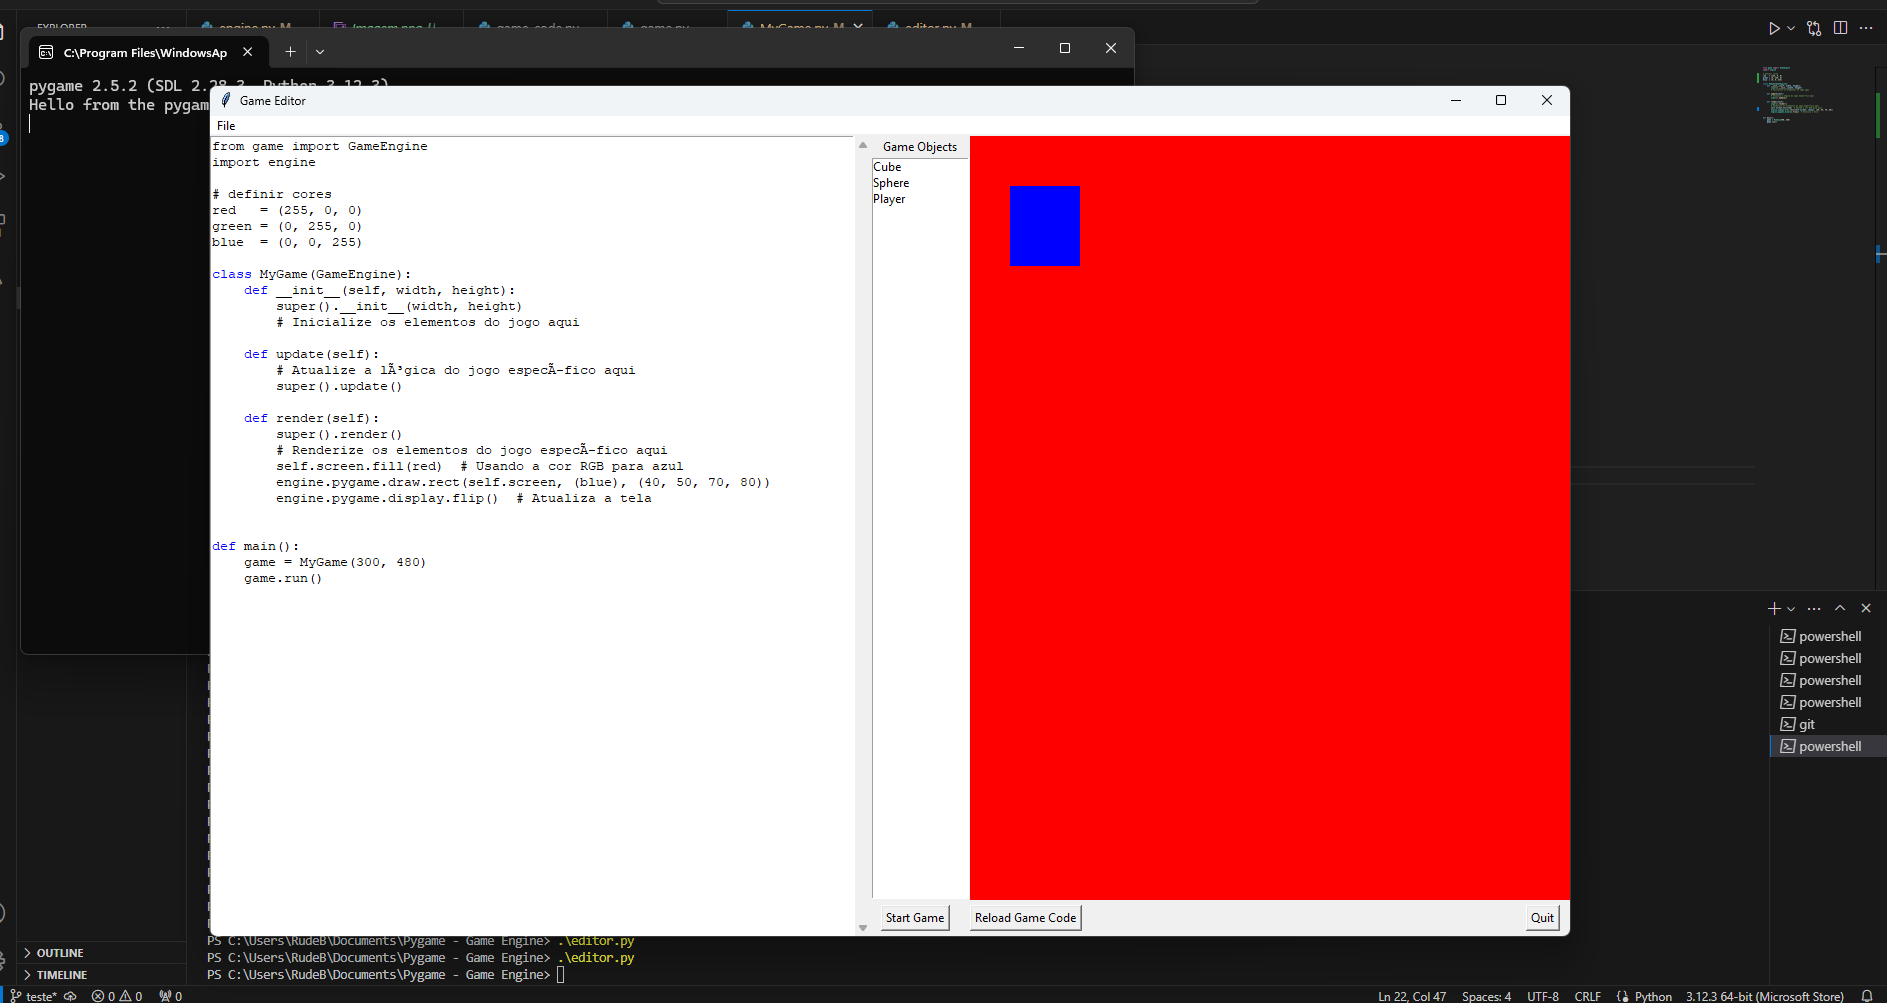 C:\Program Files\WindowsAp
pygame 2.5.2 (SDL 2.28.3, Python 3.12.3)
Hello from the pygam
Game Editor
File
from game import GameEngine
import engine
# definir cores
red   = (255, 0, 0)
green = (0, 255, 0)
blue  = (0, 0, 255)
class MyGame(GameEngine):
    def __init__(self, width, height):
        super().__init__(width, height)
        # Inicialize os elementos do jogo aqui
    def update(self):
        # Atualize a lÃ³gica do jogo especÃ­fico aqui
        super().update()
    def render(self):
        super().render()
        # Renderize os elementos do jogo especÃ­fico aqui
        self.screen.fill(red)  # Usando a cor RGB para azul
        engine.pygame.draw.rect(self.screen, (blue), (40, 50, 70, 80))
        engine.pygame.display.flip()  # Atualiza a tela
def main():
    game = MyGame(300, 480)
    game.run()
Game Objects
Cube
Sphere
Player
Start Game
Reload Game Code
Quit
powershell
powershell
powershell
powershell
git
powershell
OUTLINE
TIMELINE
PS C:\Users\RudeB\Documents\Pygame - Game Engine> .\editor.py
PS C:\Users\RudeB\Documents\Pygame - Game Engine> .\editor.py
PS C:\Users\RudeB\Documents\Pygame - Game Engine>
teste* 0 0 0 Ln 22, Col 47 Spaces: 4 UTF-8 CRLF Python 3.12.3 64-bit (Microsoft Store)